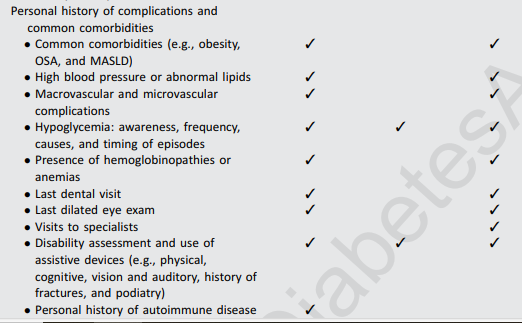 Personal history of complications and
common comorbidities
• Common comorbidities (e.g., obesity, ✓ ✓
OSA, and MASLD)
• High blood pressure or abnormal lipids ✓ ✓
• Macrovascular and microvascular ✓ ✓
complications
• Hypoglycemia: awareness, frequency, ✓ ✓ ✓
causes, and timing of episodes
• Presence of hemoglobinopathies or ✓ ✓
anemias
• Last dental visit ✓ ✓
• Last dilated eye exam ✓ ✓
• Visits to specialists ✓
• Disability assessment and use of ✓ ✓ ✓
assistive devices (e.g., physical,
cognitive, vision and auditory, history of
fractures, and podiatry)
• Personal history of autoimmune disease ✓
DiabetesA